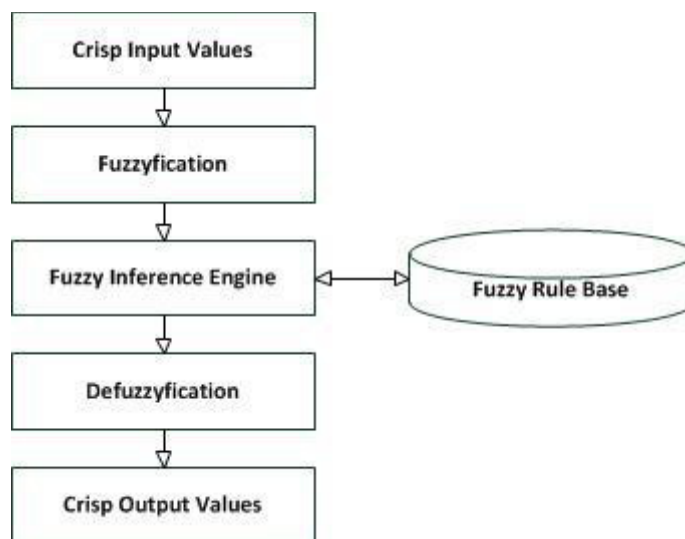 Crisp Input Values
Fuzzyfication
Fuzzy Inference Engine
Fuzzy Rule Base
Defuzzyfication
Crisp Output Values